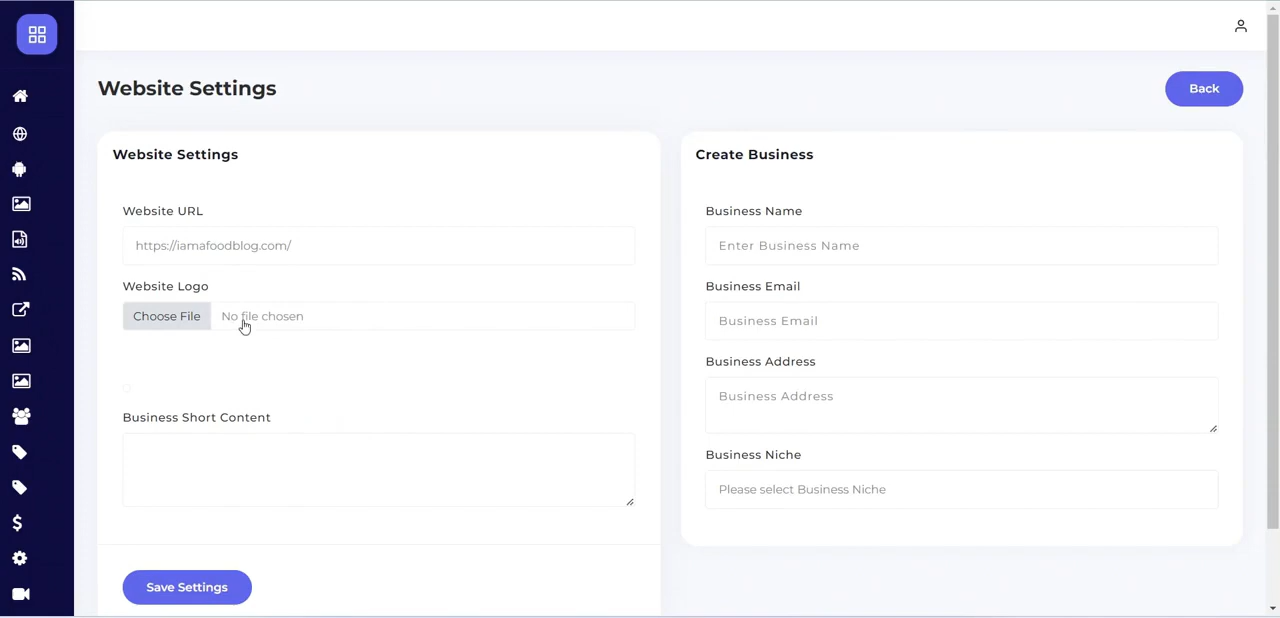 Website Settings
Back
Website Settings
Website URL
https://iamafoodblog.com/
Website Logo
Choose File No file chosen
Business Short Content
Save Settings
Create Business
Business Name
Enter Business Name
Business Email
Business Email
Business Address
Business Address
Business Niche
Please select Business Niche